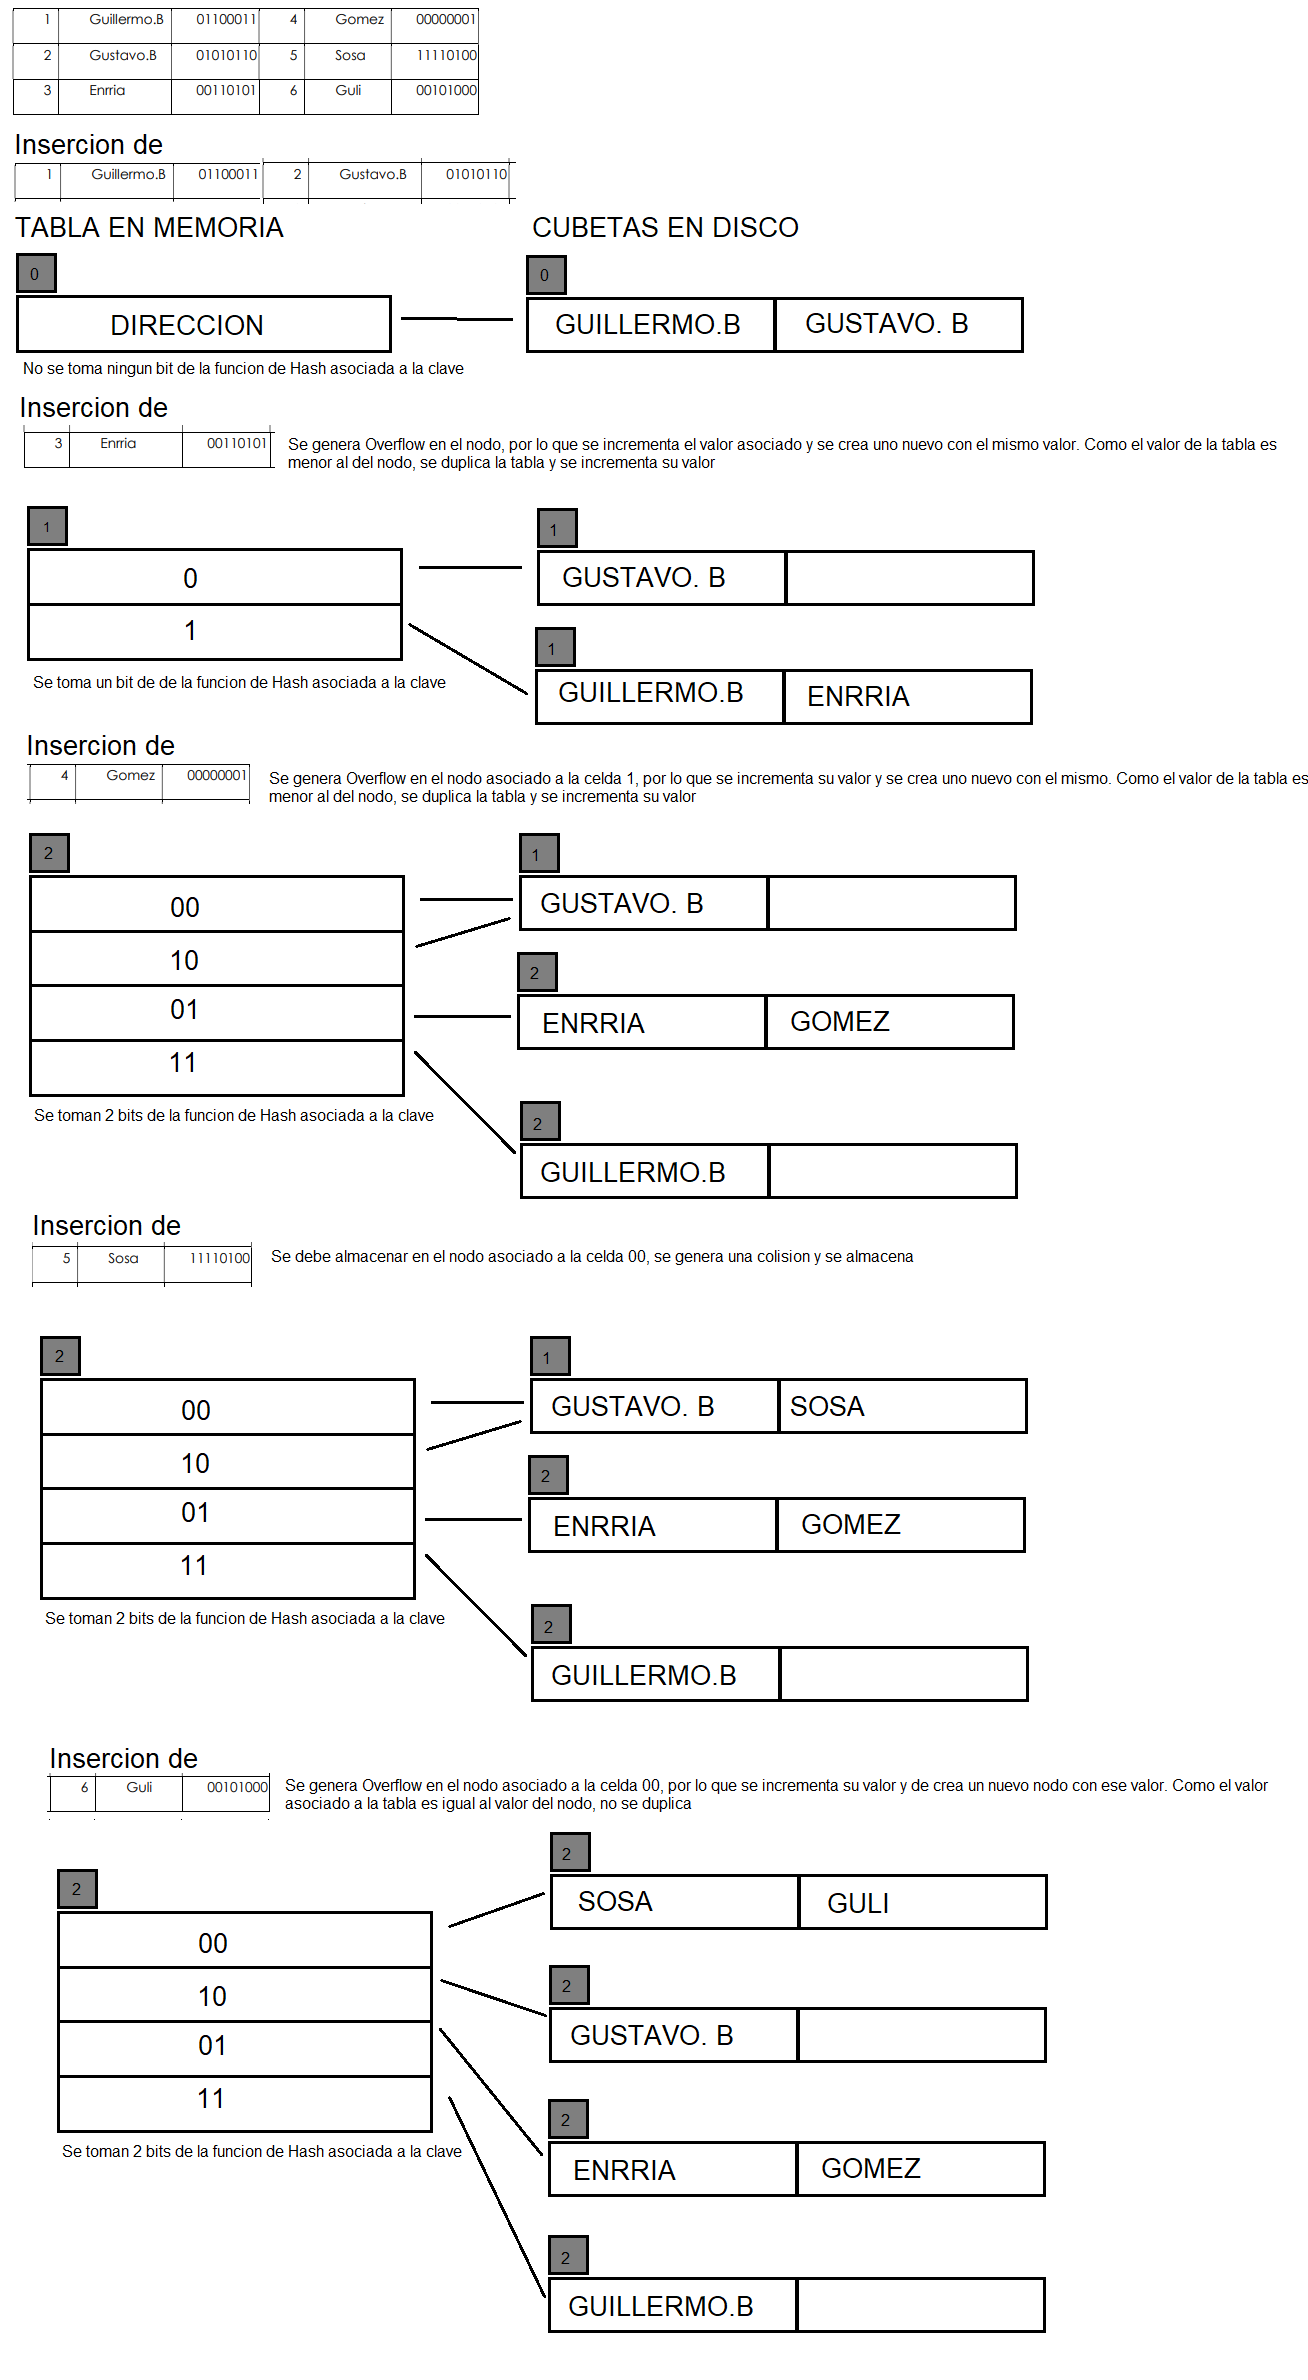 1 Guillermo.B 01100011 4 Gomez 00000001
2 Gustavo.B 01010110 5 Sosa 11110100
3 Enrria 00110101 6 Guli 00101000
Insercion de
1 Guillermo.B 01100011 2 Gustavo.B 01010110
TABLA EN MEMORIA CUBETAS EN DISCO
0 0
DIRECCION GUILLERMO.B GUSTAVO. B
No se toma ningun bit de la funcion de Hash asociada a la clave
Insercion de
3 Enrria 00110101 Se genera Overflow en el nodo, por lo que se incrementa el valor asociado y se crea uno nuevo con el mismo valor. Como el valor de la tabla es
menor al del nodo, se duplica la tabla y se incrementa su valor
1 1
0 GUSTAVO. B
1 1
GUILLERMO.B ENRRIA
Se toma un bit de de la funcion de Hash asociada a la clave
Insercion de
4 Gomez 00000001 Se genera Overflow en el nodo asociado a la celda 1, por lo que se incrementa su valor y se crea uno nuevo con el mismo. Como el valor de la tabla es
menor al del nodo, se duplica la tabla y se incrementa su valor
2 1
00 GUSTAVO. B
10 2
01 ENRRIA GOMEZ
11
Se toman 2 bits de la funcion de Hash asociada a la clave 2
GUILLERMO.B
Insercion de
5 Sosa 11110100 Se debe almacenar en el nodo asociado a la celda 00, se genera una colision y se almacena
2 1
00 GUSTAVO. B SOSA
10 2
01 ENRRIA GOMEZ
11
Se toman 2 bits de la funcion de Hash asociada a la clave 2
GUILLERMO.B
Insercion de
6 Guli 00101000 Se genera Overflow en el nodo asociado a la celda 00, por lo que se incrementa su valor y de crea un nuevo nodo con ese valor. Como el valor
asociado a la tabla es igual al valor del nodo, no se duplica
2
2 SOSA GULI
00
10 2
01 GUSTAVO. B
11 2
Se toman 2 bits de la funcion de Hash asociada a la clave
ENRRIA GOMEZ
2
GUILLERMO.B